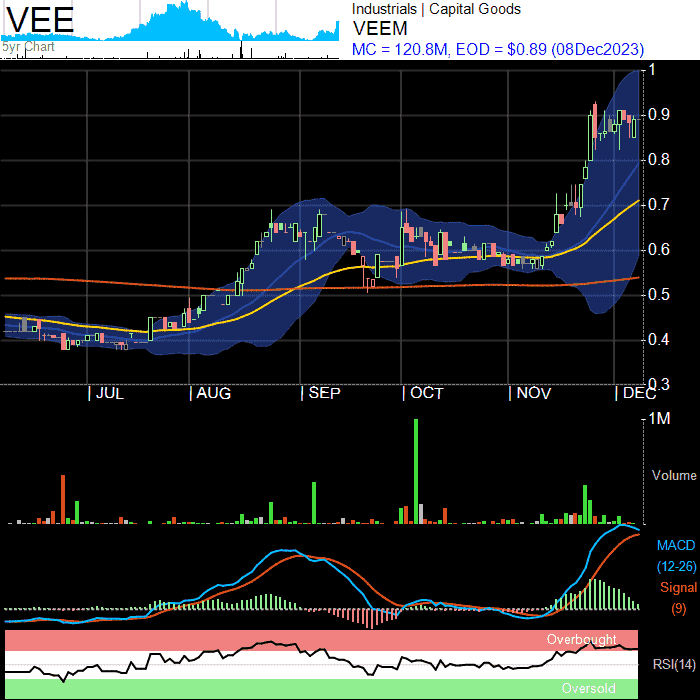 VEE
5yr Chart
Industrials | Capital Goods
VEEM
MC = 120.8M, EOD = $0.89 (08Dec2023)
1
0.9
0.8
0.7
0.6
0.5
0.4
0.3
JUL AUG SEP OCT NOV DEC
1M
Volume
MACD
(12-26)
Signal
(9)
Overbought
RSI(14)
Oversold